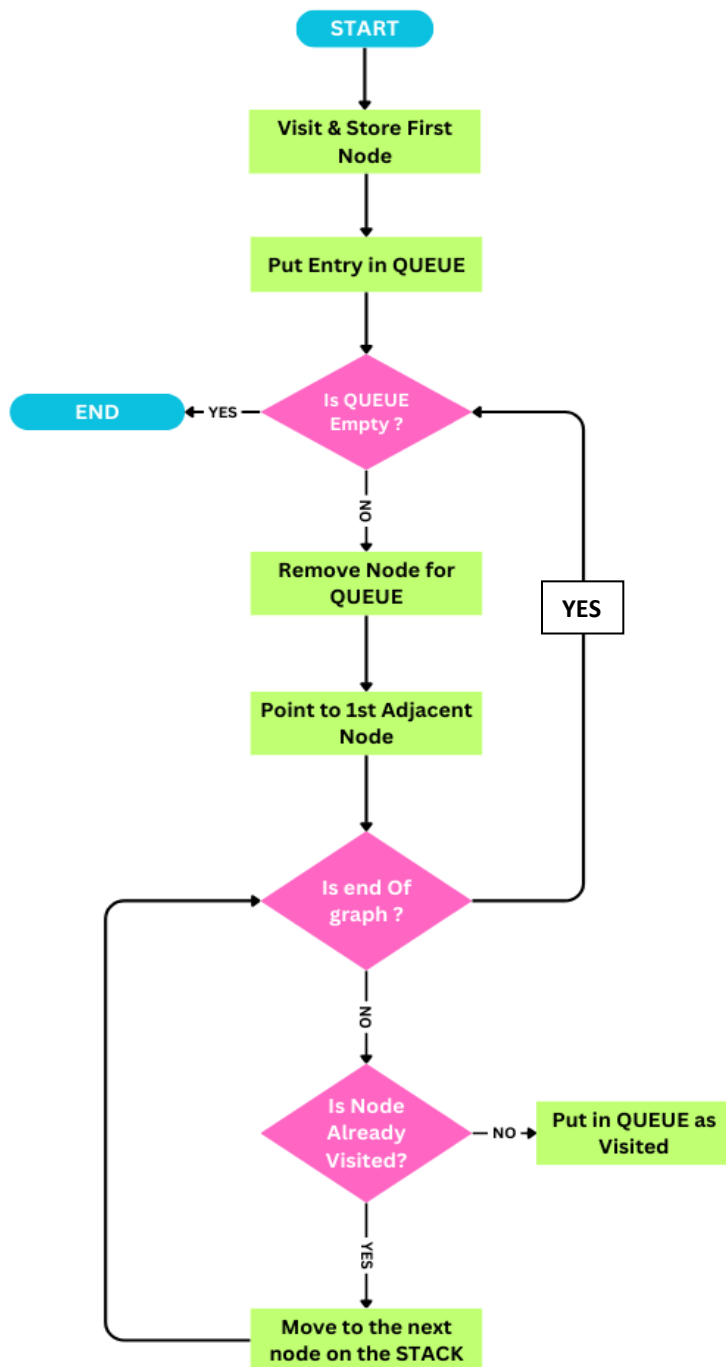 START
Visit & Store First
Node
Put Entry in QUEUE
Is QUEUE
Empty ?
YES
END
NO
Remove Node for
QUEUE
YES
Point to 1st Adjacent
Node
Is end Of
graph ?
NO
Is Node
Already
Visited?
NO
Put in QUEUE as
Visited
YES
Move to the next
node on the STACK